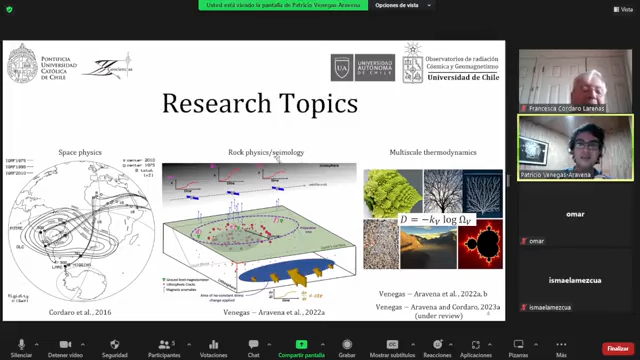 Usted está viendo la pantalla de Patricio Venegas-Aravena
Opciones de vista
Vista
PONTIFICIA
UNIVERSIDAD
CATÓLICA
DE CHILE
UA.
UNIVERSIDAD
AUTÓNOMA
DE CHILE
Observatorios de radiación
Cósmica y Geomagnetismo
Universidad de Chile
Research Topics
Space physics
Rock physics/seismology
Multiscale thermodynamics
D = −k_V log Ω_V
Cordaro et al., 2016
Venegas – Aravena et al., 2022a
Venegas – Aravena et al., 2022a, b
Venegas – Aravena and Cordaro, 2023a
(under review)
Francesca Cordaro Larenas
Patricio Venegas-Aravena
omar
omar
ismaelamezcua
ismaelamezcua
Silenciar
Detener video
Seguridad
Participantes
5
Votaciones
Chat
Compartir pantalla
Grabar
Mostrar subtítulos
Reacciones
Aplicaciones
Pizarras
Más
Finalizar